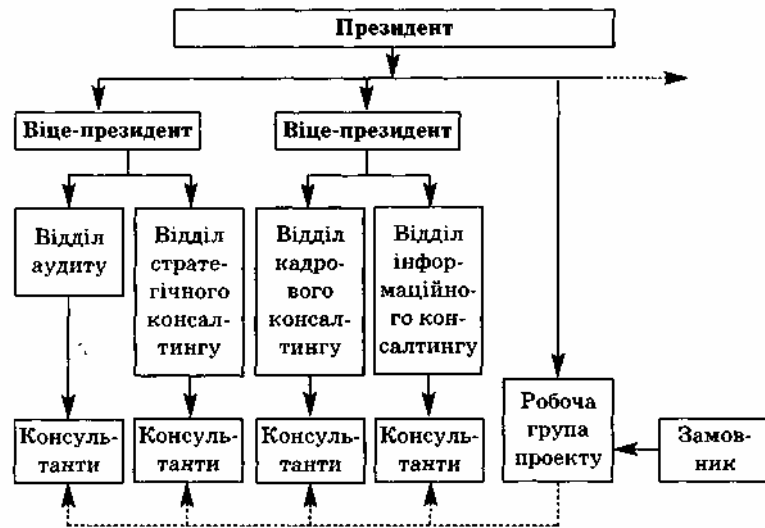 Президент
Віце-президент
Віце-президент
Відділ
аудиту
Відділ
страте-
гічного
консал-
тингу
Відділ
кадро-
вого
консал-
тингу
Відділ
інфор-
маційно-
го кон-
салтингу
Консуль-
танти
Консуль-
танти
Консуль-
танти
Консуль-
танти
Робоча
група
проекту
Замов-
ник